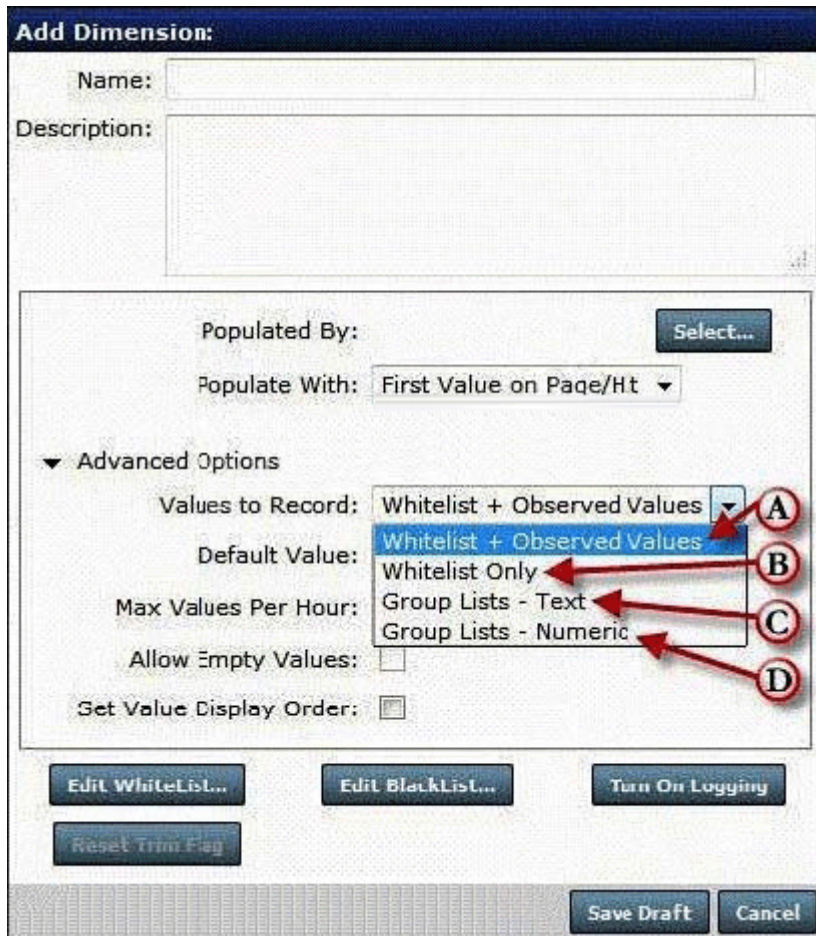 Add Dimension:
Name:
Description:
Populated By: Select...
Populate With: First Value on Page/Hit
Advanced Options
Values to Record: Whitelist + Observed Values A
Default Value: Whitelist + Observed Values
Whitelist Only B
Max Values Per Hour: Group Lists - Text C
Group Lists - Numeric
Allow Empty Values: D
Set Value Display Order:
Edit WhiteList... Edit BlackList... Turn On Logging
Reset Trim Flag
Save Draft Cancel